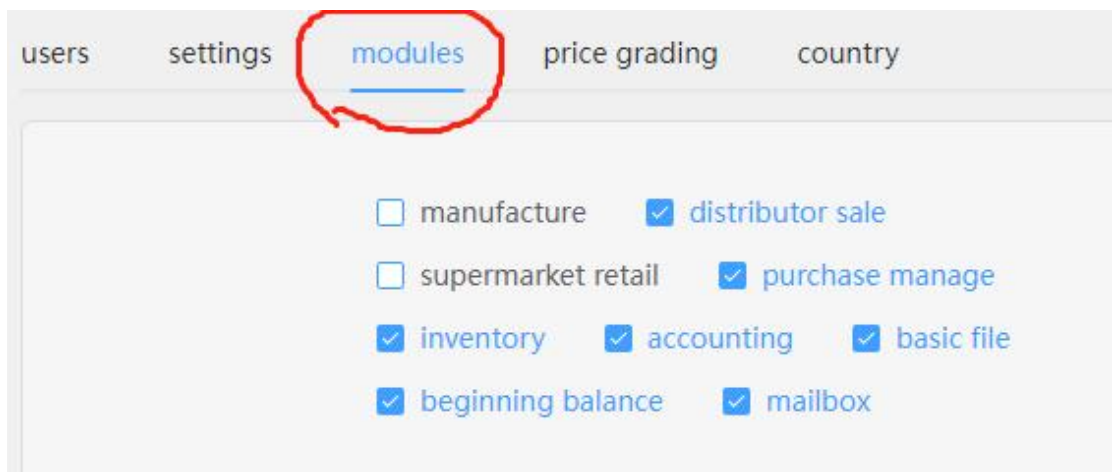 users settings modules price grading country
manufacture distributor sale
supermarket retail purchase manage
inventory accounting basic file
beginning balance mailbox